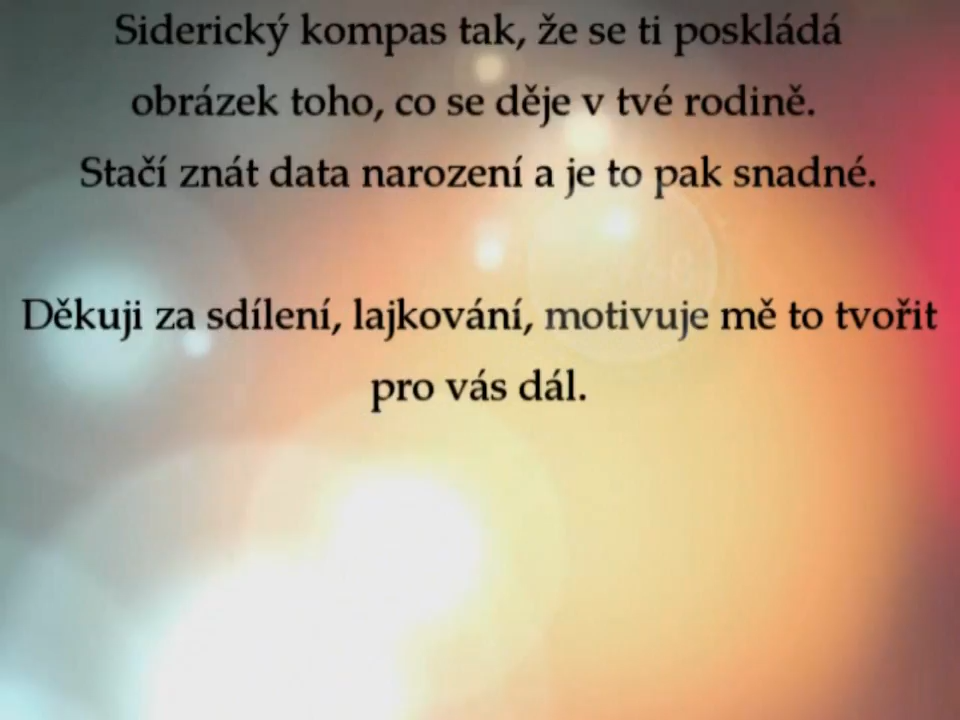 Siderický kompas tak, že se ti poskládá
obrázek toho, co se děje v tvé rodině.
Stačí znát data narození a je to pak snadné.
Děkuji za sdílení, lajkování, motivuje mě to tvořit
pro vás dál.